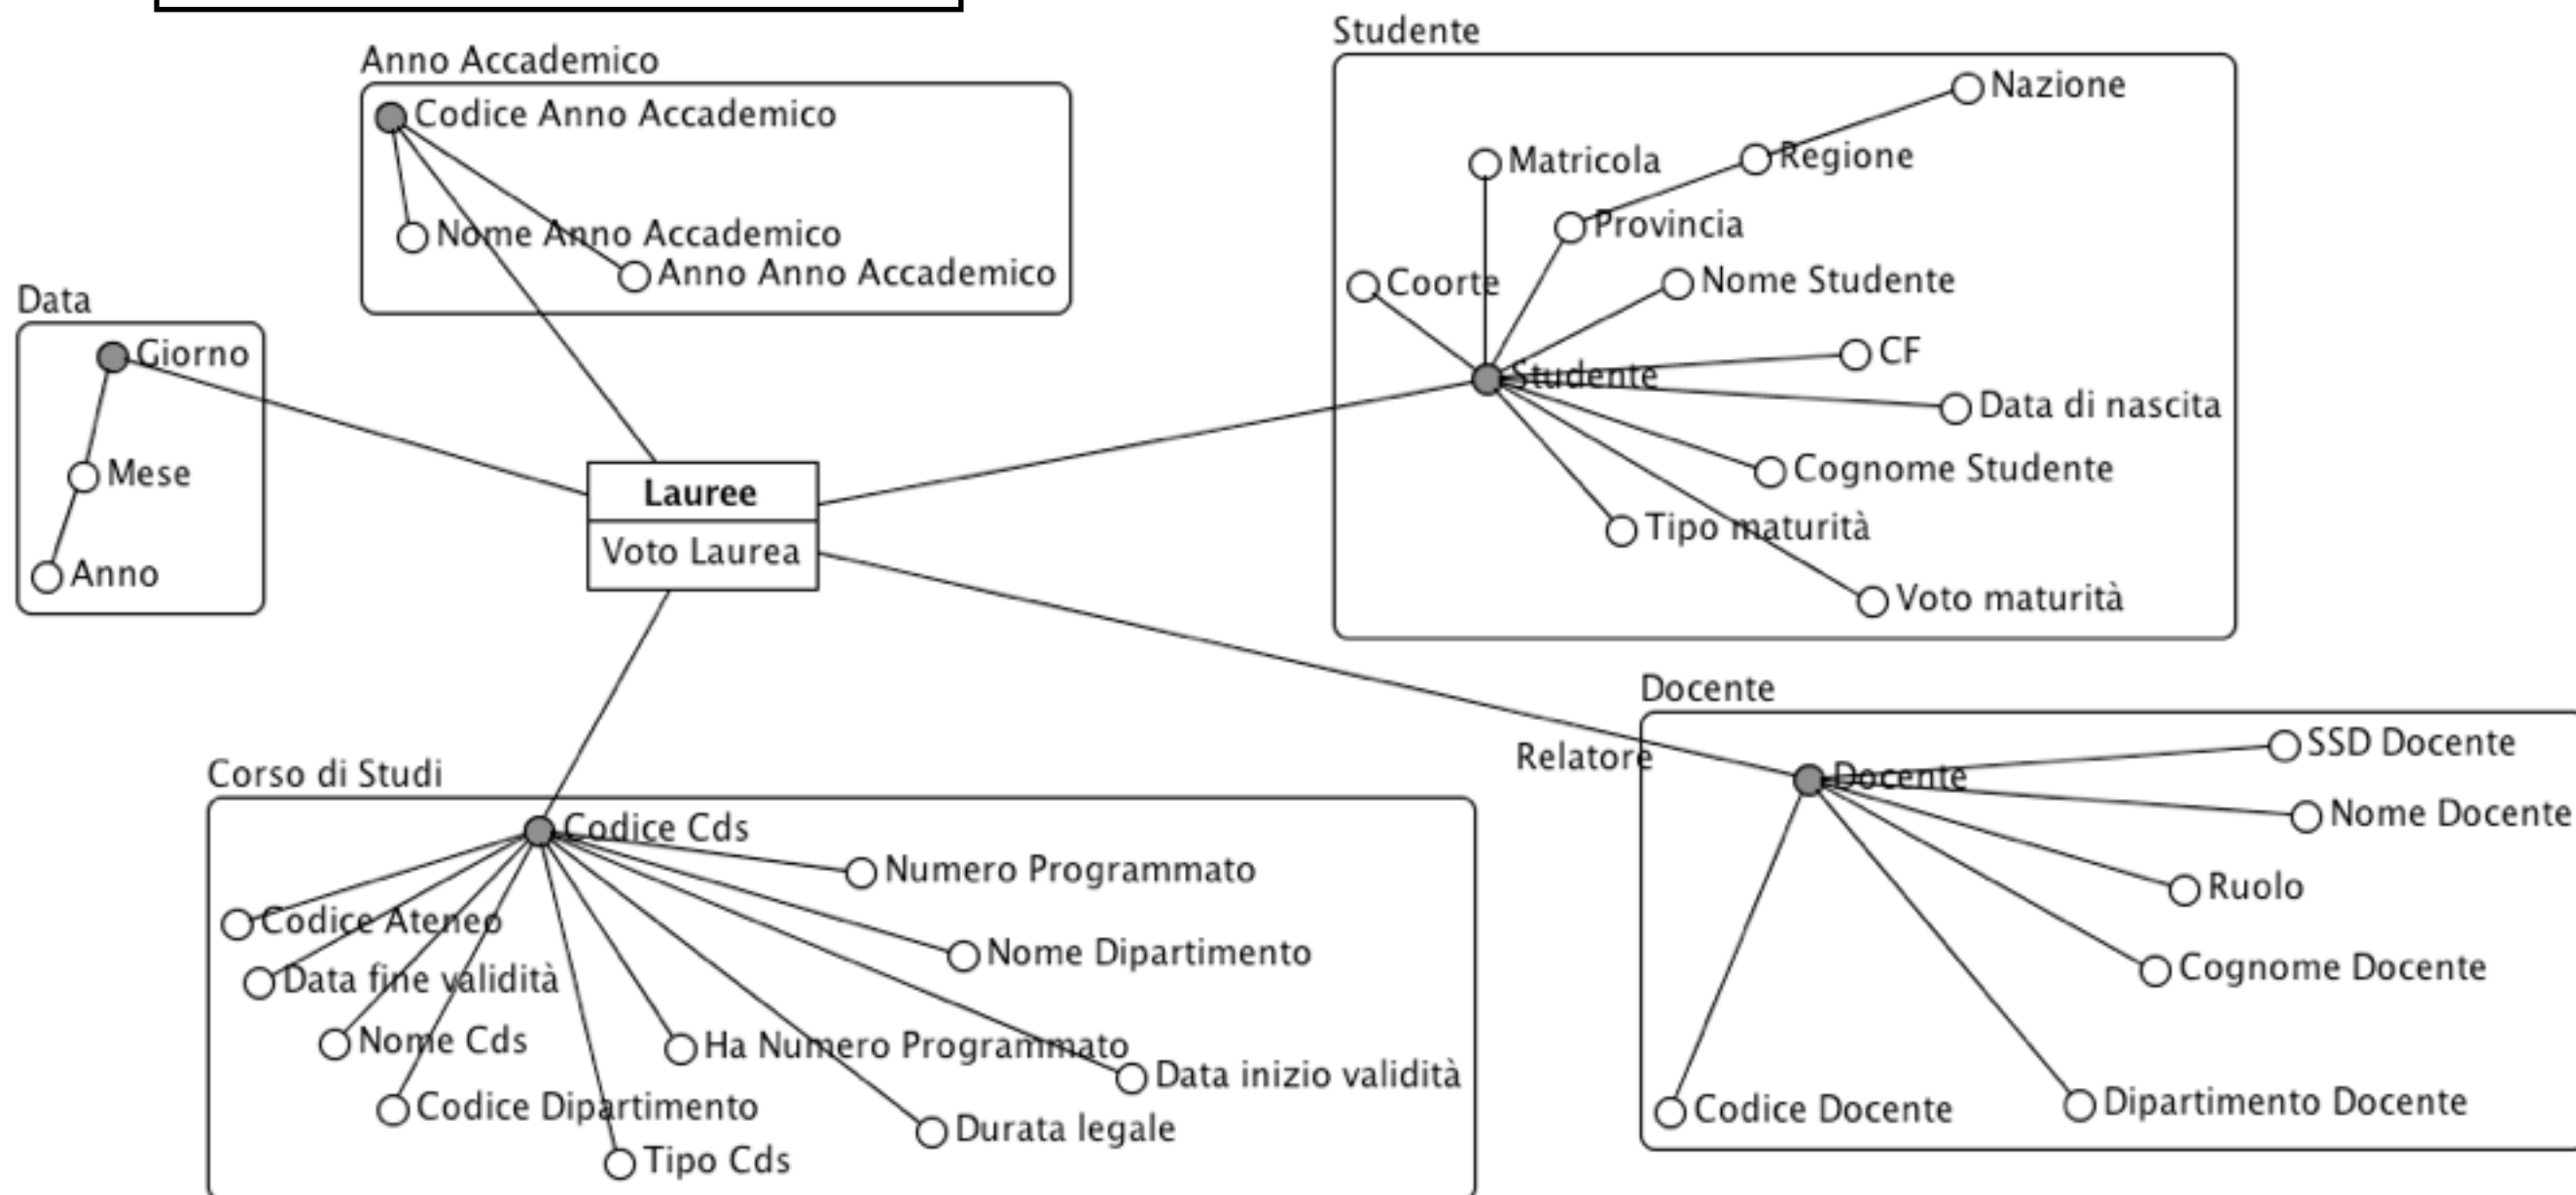 Anno Accademico
Codice Anno Accademico
Nome Anno Accademico
Anno Anno Accademico
Data
Giorno
Mese
Anno
Lauree
Voto Laurea
Studente
Nazione
Regione
Matricola
Provincia
Nome Studente
Coorte
CF
Studente
Data di nascita
Cognome Studente
Tipo maturità
Voto maturità
Docente
Relatore
SSD Docente
Docente
Nome Docente
Ruolo
Cognome Docente
Dipartimento Docente
Codice Docente
Corso di Studi
Codice Cds
Numero Programmato
Codice Ateneo
Nome Dipartimento
Data fine validità
Nome Cds
Ha Numero Programmato
Data inizio validità
Codice Dipartimento
Durata legale
Tipo Cds